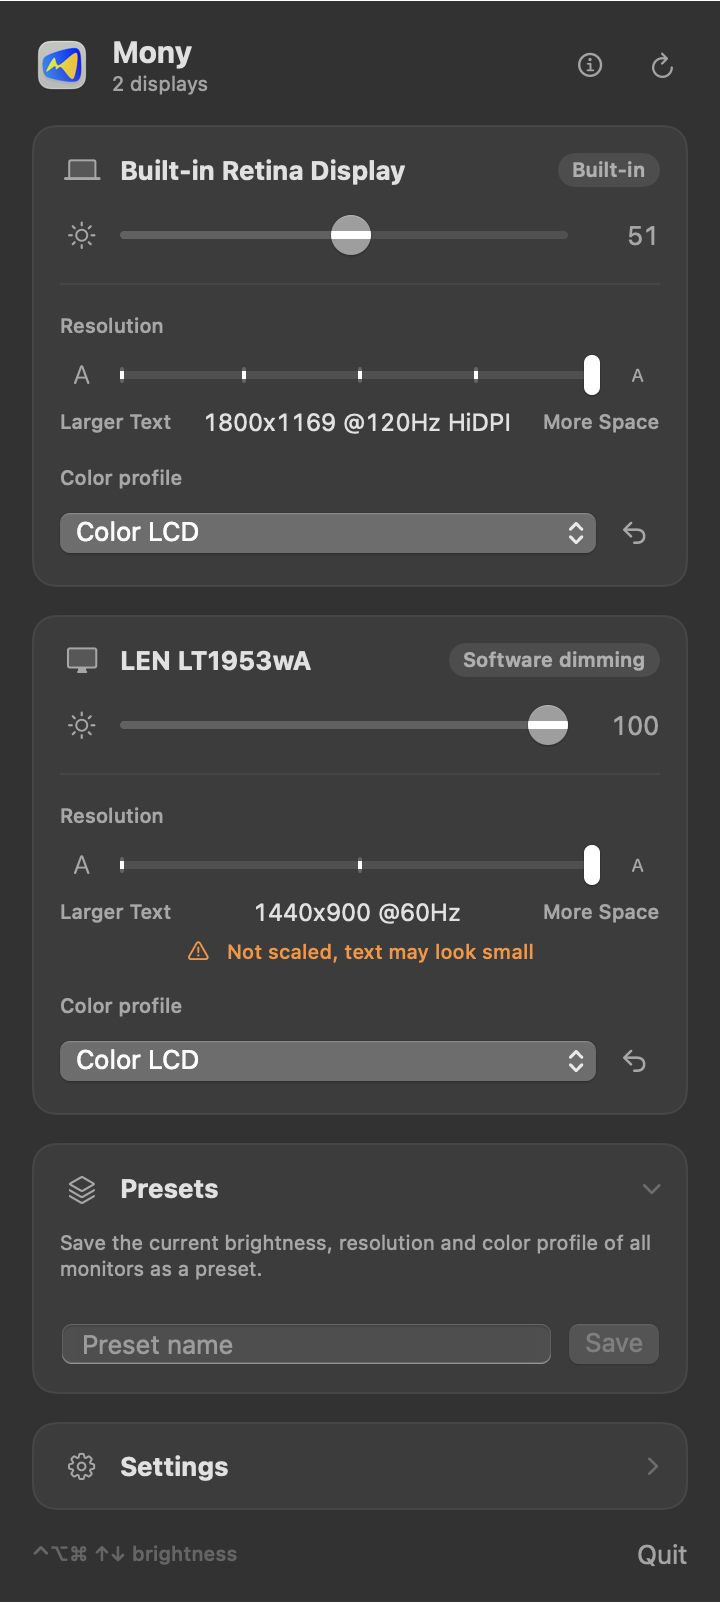 Mony
2 displays
Built-in Retina Display
Built-in
51
Resolution
A
A
Larger Text
1800x1169 @120Hz HiDPI
More Space
Color profile
Color LCD
LEN LT1953wA
Software dimming
100
Resolution
A
A
Larger Text
1440x900 @60Hz
More Space
Not scaled, text may look small
Color profile
Color LCD
Presets
Save the current brightness, resolution and color profile of all
monitors as a preset.
Preset name
Save
Settings
⌃⌥⌘ ↑↓ brightness
Quit